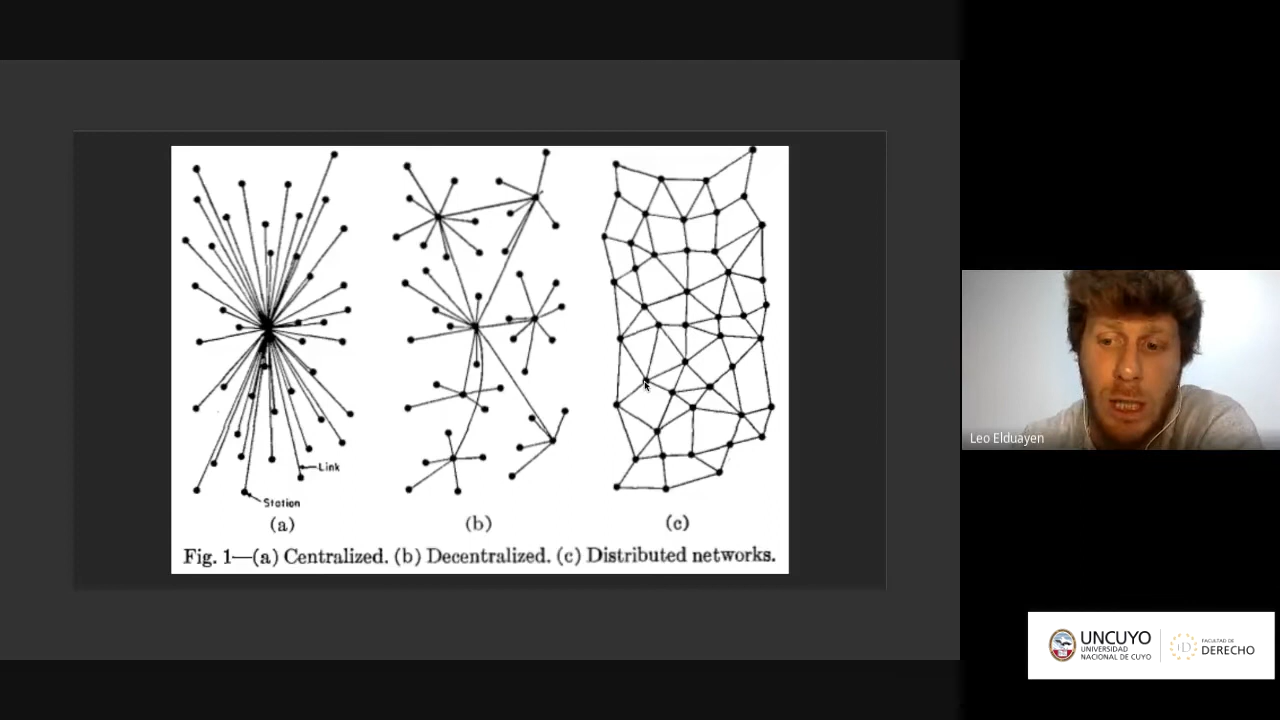 Link
Station
(a)
(b)
(c)
Fig. 1—(a) Centralized. (b) Decentralized. (c) Distributed networks.
Leo Elduayen
UNCUYO
UNIVERSIDAD
NACIONAL DE CUYO
FACULTAD DE
DERECHO